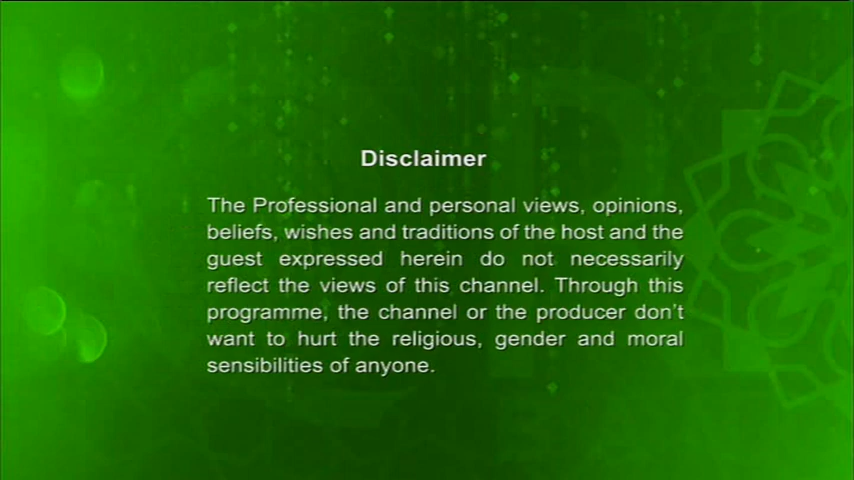 Disclaimer
The Professional and personal views, opinions,
beliefs, wishes and traditions of the host and the
guest expressed herein do not necessarily
reflect the views of this channel. Through this
programme, the channel or the producer don't
want to hurt the religious, gender and moral
sensibilities of anyone.